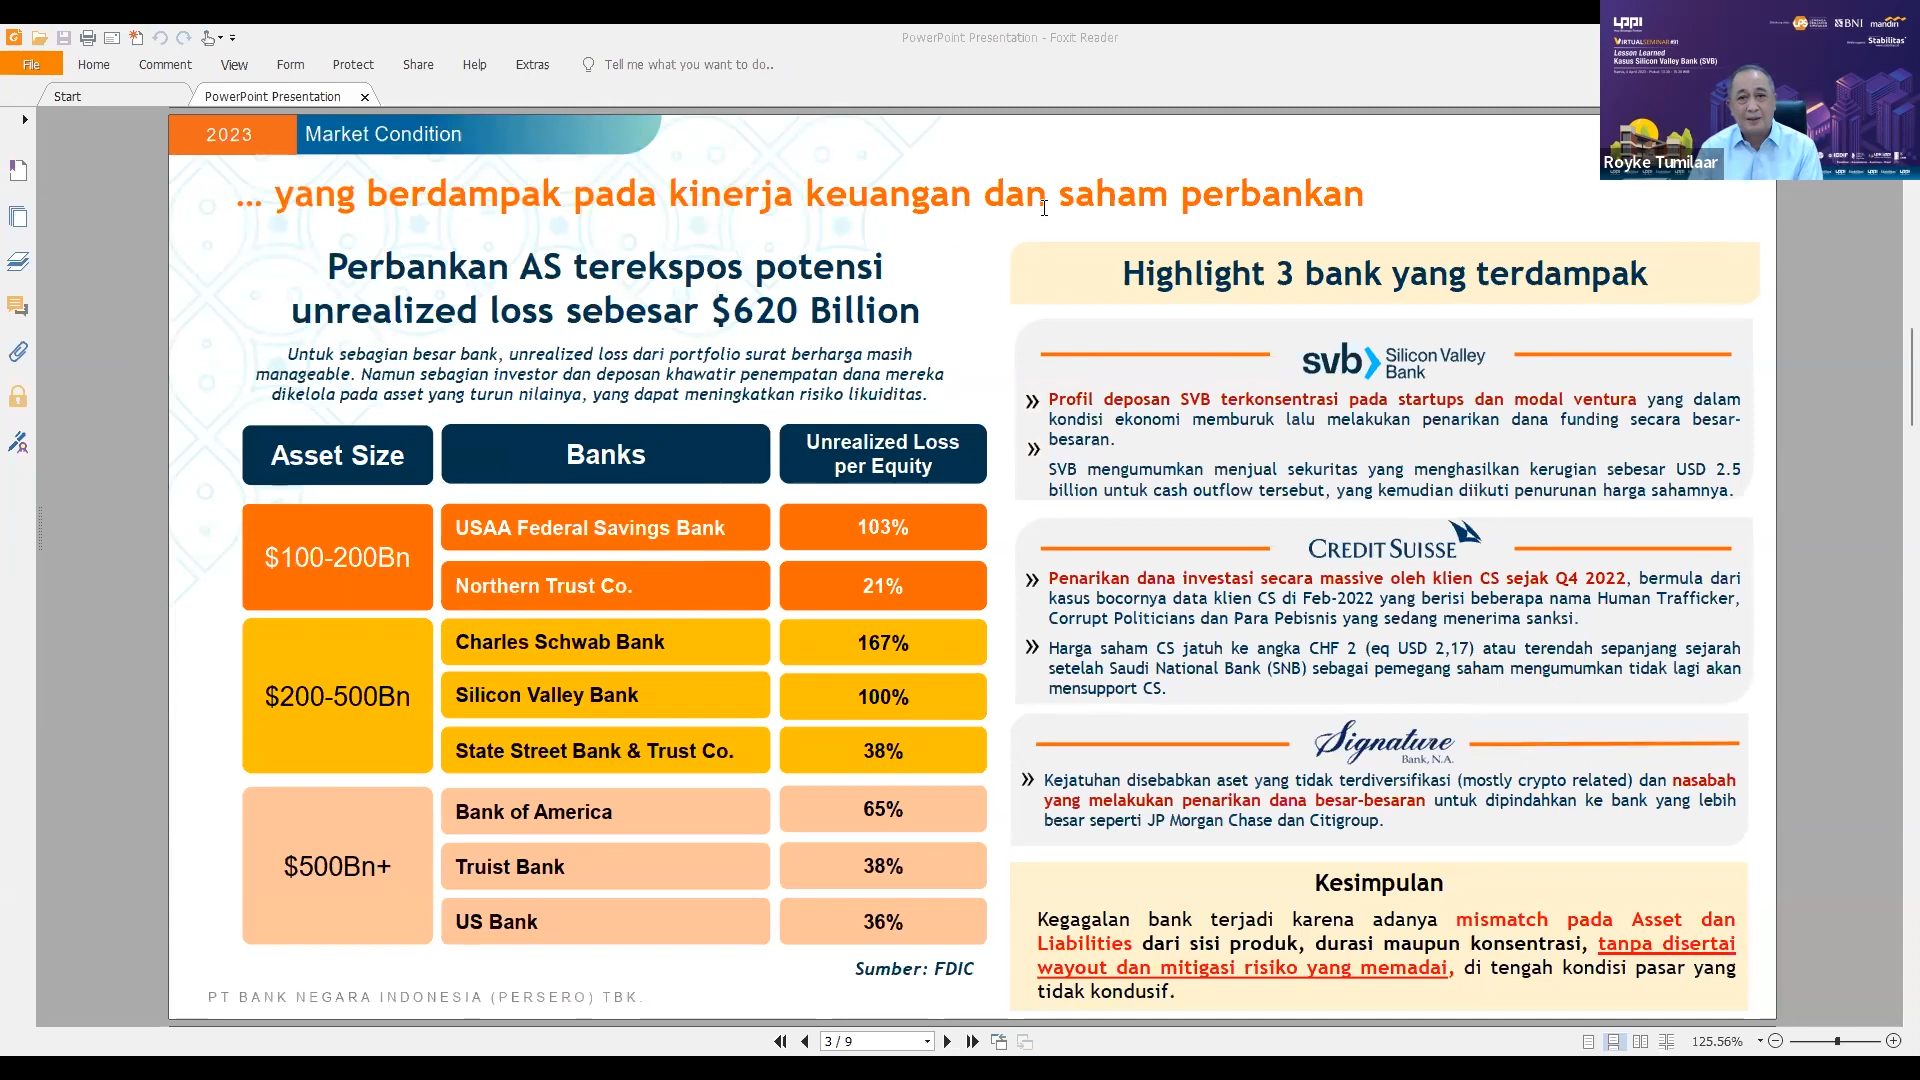 PowerPoint Presentation - Foxit Reader
File Home Comment View Form Protect Share Help Extras Tell me what you want to do..
Start PowerPoint Presentation
LPPI
LPS BNI mandiri
VIRTUAL SEMINAR #81
Stabilitas
Lesson Learned
Kasus Silicon Valley Bank (SVB)
Royke Tumilaar
2023 Market Condition
... yang berdampak pada kinerja keuangan dan saham perbankan
Perbankan AS terekspos potensi
unrealized loss sebesar $620 Billion
Untuk sebagian besar bank, unrealized loss dari portfolio surat berharga masih
manageable. Namun sebagian investor dan deposan khawatir penempatan dana mereka
dikelola pada asset yang turun nilainya, yang dapat meningkatkan risiko likuiditas.
Asset Size Banks Unrealized Loss
per Equity
$100-200Bn
USAA Federal Savings Bank 103%
Northern Trust Co. 21%
$200-500Bn
Charles Schwab Bank 167%
Silicon Valley Bank 100%
State Street Bank & Trust Co. 38%
$500Bn+
Bank of America 65%
Truist Bank 38%
US Bank 36%
Sumber: FDIC
PT BANK NEGARA INDONESIA (PERSERO) TBK.
Highlight 3 bank yang terdampak
svb Silicon Valley
Bank
» Profil deposan SVB terkonsentrasi pada startups dan modal ventura yang dalam
kondisi ekonomi memburuk lalu melakukan penarikan dana funding secara besar-
besaran.
» SVB mengumumkan menjual sekuritas yang menghasilkan kerugian sebesar USD 2.5
billion untuk cash outflow tersebut, yang kemudian diikuti penurunan harga sahamnya.
CREDIT SUISSE
» Penarikan dana investasi secara massive oleh klien CS sejak Q4 2022, bermula dari
kasus bocornya data klien CS di Feb-2022 yang berisi beberapa nama Human Trafficker,
Corrupt Politicians dan Para Pebisnis yang sedang menerima sanksi.
» Harga saham CS jatuh ke angka CHF 2 (eq USD 2,17) atau terendah sepanjang sejarah
setelah Saudi National Bank (SNB) sebagai pemegang saham mengumumkan tidak lagi akan
mensupport CS.
Signature
Bank, N.A.
» Kejatuhan disebabkan aset yang tidak terdiversifikasi (mostly crypto related) dan nasabah
yang melakukan penarikan dana besar-besaran untuk dipindahkan ke bank yang lebih
besar seperti JP Morgan Chase dan Citigroup.
Kesimpulan
Kegagalan bank terjadi karena adanya mismatch pada Asset dan
Liabilities dari sisi produk, durasi maupun konsentrasi, tanpa disertai
wayout dan mitigasi risiko yang memadai, di tengah kondisi pasar yang
tidak kondusif.
3 / 9
125.56%